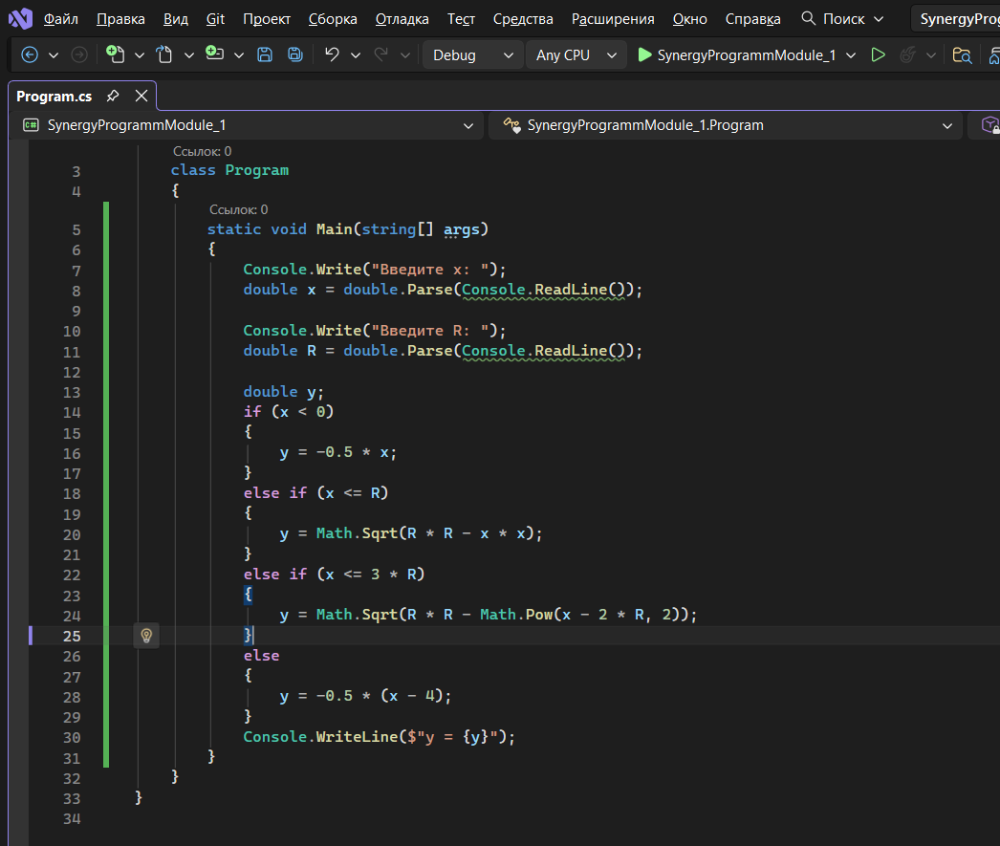 Файл Правка Вид Git Проект Сборка Отладка Тест Средства Расширения Окно Справка Поиск SynergyProg
Debug Any CPU SynergyProgrammModule_1
Program.cs
C# SynergyProgrammModule_1 SynergyProgrammModule_1.Program
Ссылок: 0
3 class Program
4 {
Ссылок: 0
5 static void Main(string[] args)
6 {
7 Console.Write("Введите x: ");
8 double x = double.Parse(Console.ReadLine());
9
10 Console.Write("Введите R: ");
11 double R = double.Parse(Console.ReadLine());
12
13 double y;
14 if (x < 0)
15 {
16 y = -0.5 * x;
17 }
18 else if (x <= R)
19 {
20 y = Math.Sqrt(R * R - x * x);
21 }
22 else if (x <= 3 * R)
23 {
24 y = Math.Sqrt(R * R - Math.Pow(x - 2 * R, 2));
25 }
26 else
27 {
28 y = -0.5 * (x - 4);
29 }
30 Console.WriteLine($"y = {y}");
31 }
32 }
33 }
34